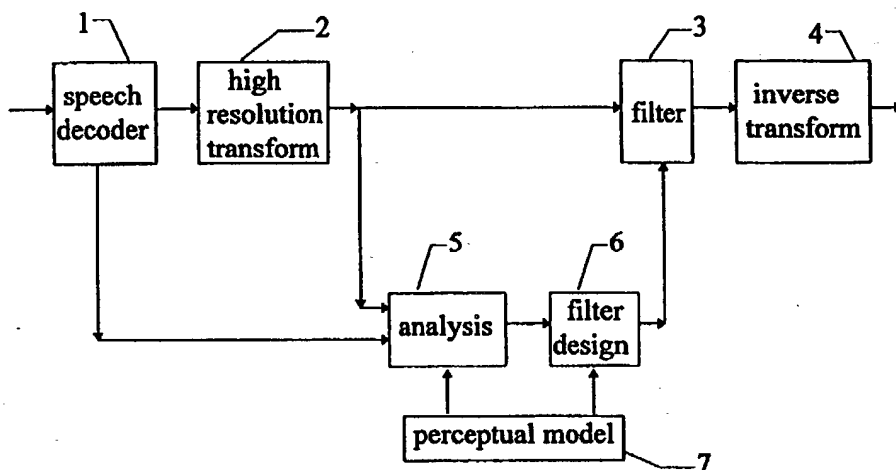 1
2
3
4
speech
decoder
high
resolution
transform
filter
inverse
transform
5
6
analysis
filter
design
perceptual model
7